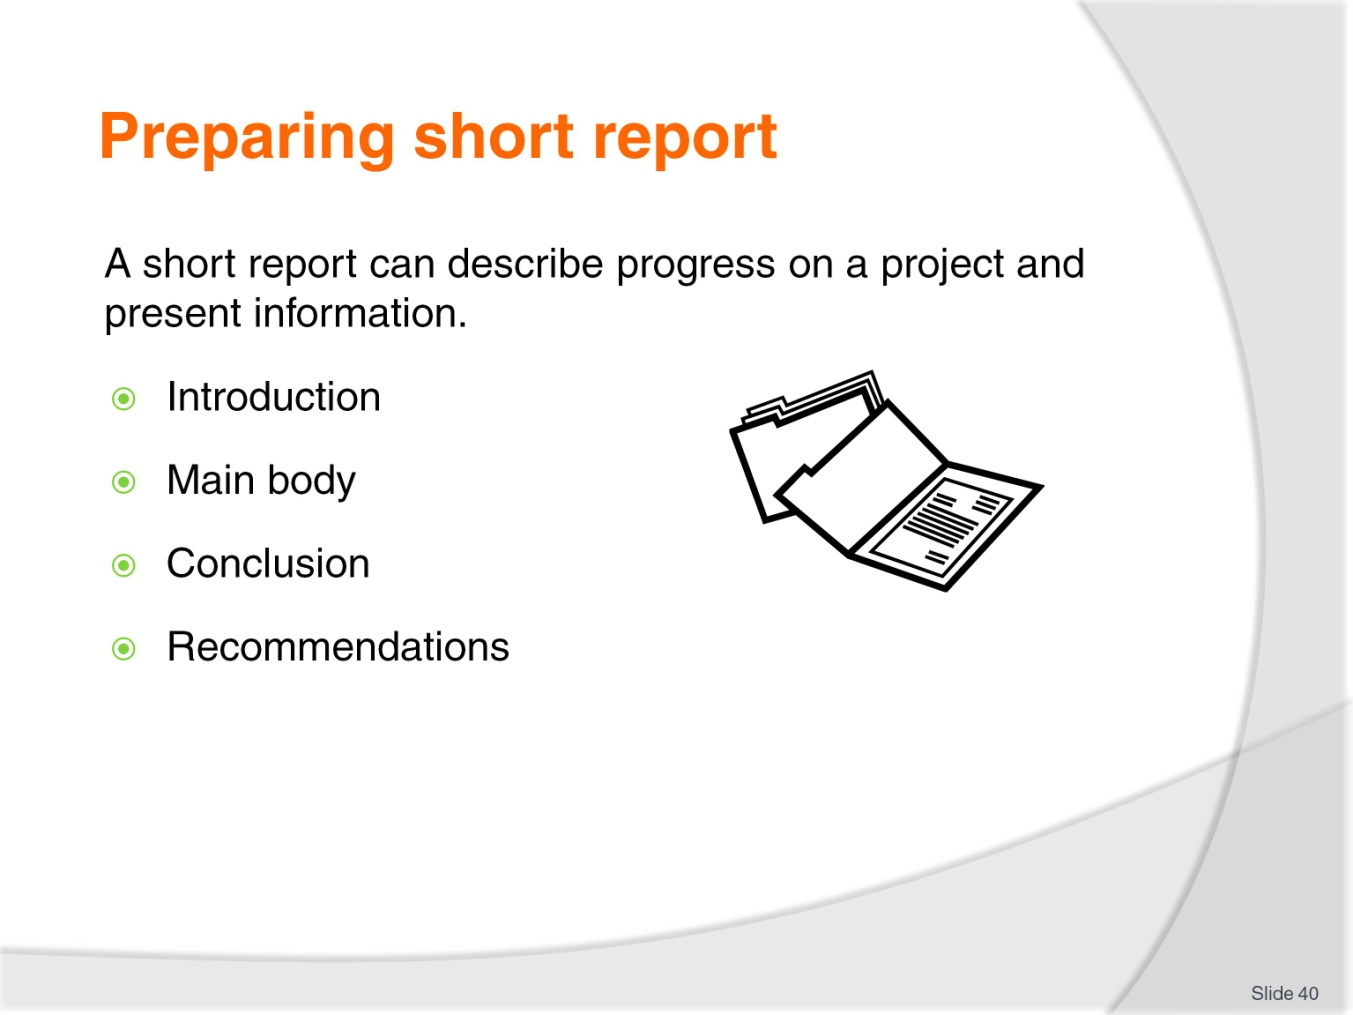 Preparing short report
A short report can describe progress on a project and
present information.
Introduction
Main body
Conclusion
Recommendations
Slide 40